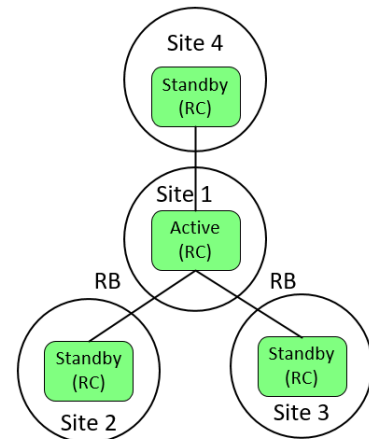 Site 4
Standby
(RC)
Site 1
Active
(RC)
RB
RB
Standby
(RC)
Site 2
Standby
(RC)
Site 3